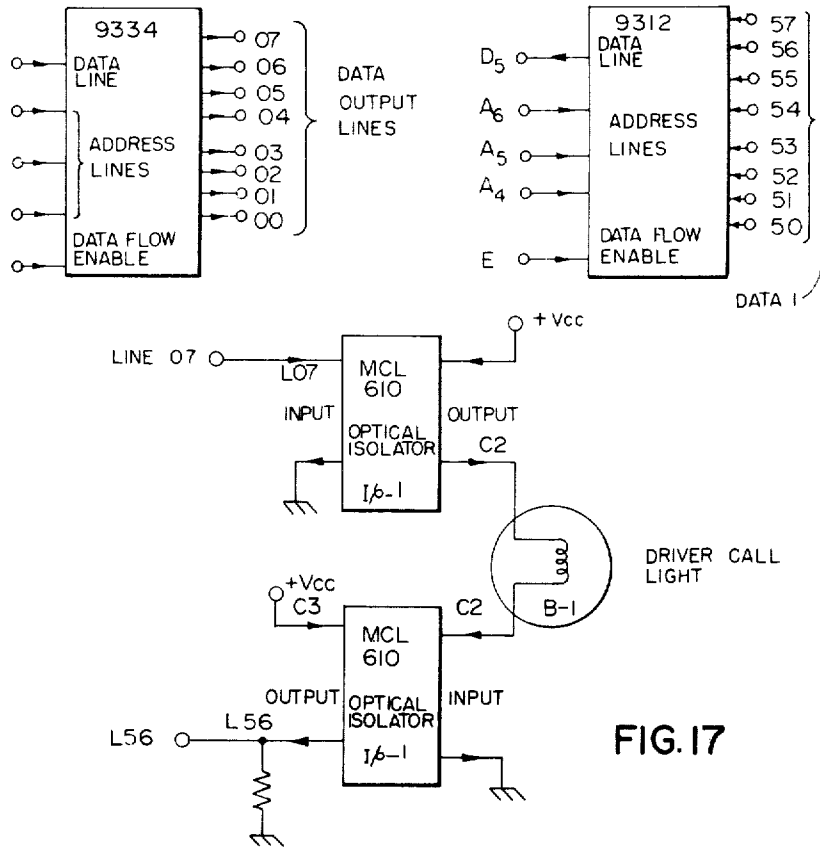 9334
DATA
LINE
ADDRESS
LINES
DATA FLOW
ENABLE
07
06
05
04
03
02
01
00
DATA
OUTPUT
LINES
9312
DATA
LINE
ADDRESS
LINES
DATA FLOW
ENABLE
D5
A6
A5
A4
E
57
56
55
54
53
52
51
50
DATA I
LINE 07
L07
+Vcc
MCL
610
INPUT
OUTPUT
OPTICAL
ISOLATOR
C2
I/o-1
DRIVER CALL
LIGHT
B-1
+Vcc
C3
C2
MCL
610
OUTPUT
OPTICAL
ISOLATOR
INPUT
L56
L56
I/o-1
FIG. 17